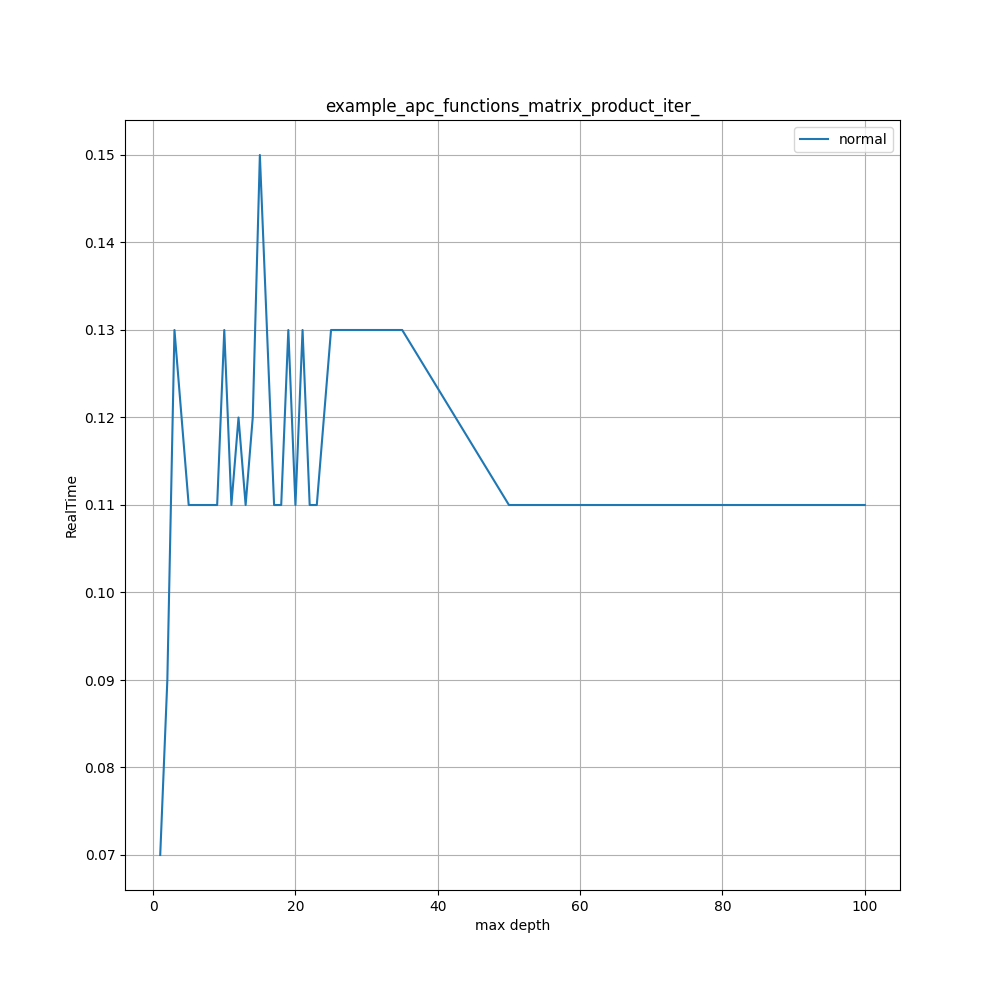 example_apc_functions_matrix_product_iter_
normal
0.15
0.14
0.13
0.12
0.11
0.10
0.09
0.08
0.07
RealTime
0 20 40 60 80 100
max depth